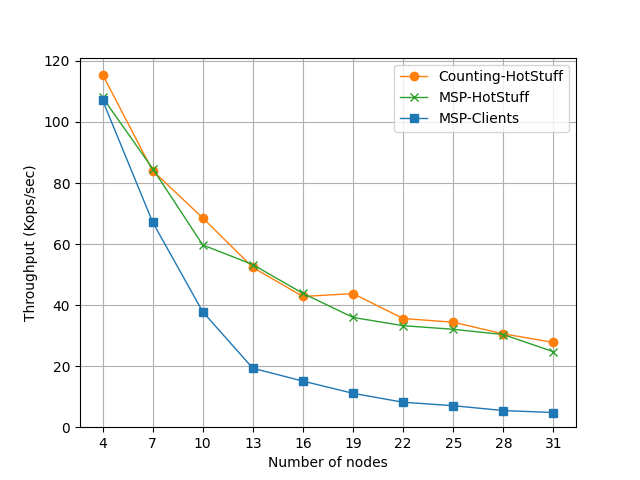 120
100
80
60
40
20
0
Throughput (Kops/sec)
Counting-HotStuff
MSP-HotStuff
MSP-Clients
4 7 10 13 16 19 22 25 28 31
Number of nodes